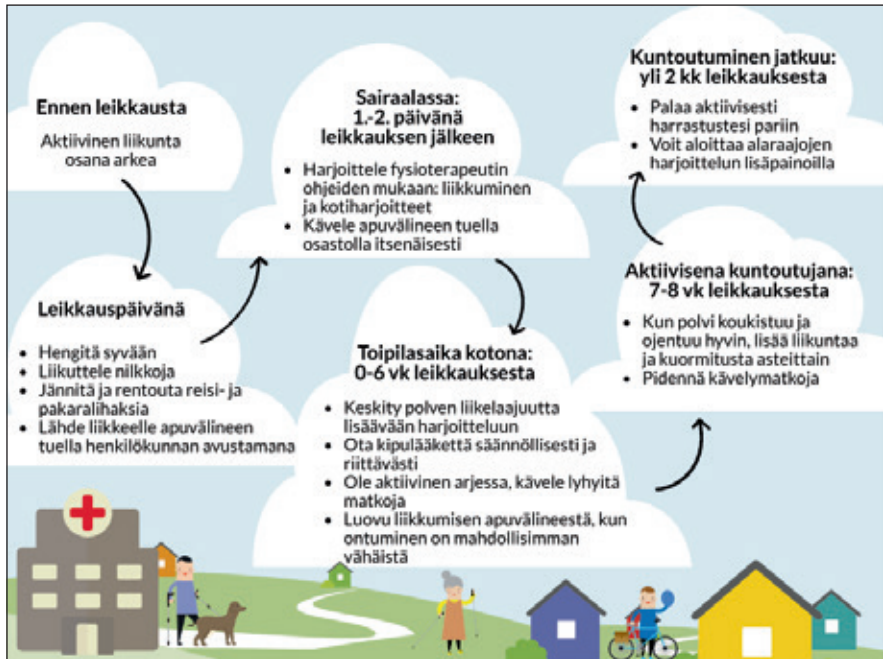 Ennen leikkausta
Aktiivinen liikunta
osana arkea
Leikkauspäivänä
• Hengitä syvään
• Liikuttele nilkkoja
• Jännitä ja rentouta reisi- ja
pakaralihaksia
• Lähde liikkeelle apuvälineen
tuella henkilökunnan avustamana
Sairaalassa:
1.-2. päivänä
leikkauksen jälkeen
• Harjoittele fysioterapeutin
ohjeiden mukaan: liikkuminen
ja kotiharjoitteet
• Kävele apuvälineen tuella
osastolla itsenäisesti
Toipilasaika kotona:
0-6 vk leikkauksesta
• Keskity polven liikelaajuutta
lisäävään harjoitteluun
• Ota kipulääkettä säännöllisesti ja
riittävästi
• Ole aktiivinen arjessa, kävele lyhyitä
matkoja
• Luovu liikkumisen apuvälineestä, kun
ontuminen on mahdollisimman
vähäistä
Aktiivisena kuntoutujana:
7-8 vk leikkauksesta
• Kun polvi koukistuu ja
ojentuu hyvin, lisää liikuntaa
ja kuormitusta asteittain
• Pidennä kävelymatkoja
Kuntoutuminen jatkuu:
yli 2 kk leikkauksesta
• Palaa aktiivisesti
harrastustesi pariin
• Voit aloittaa alaraajojen
harjoittelun lisäpainoilla